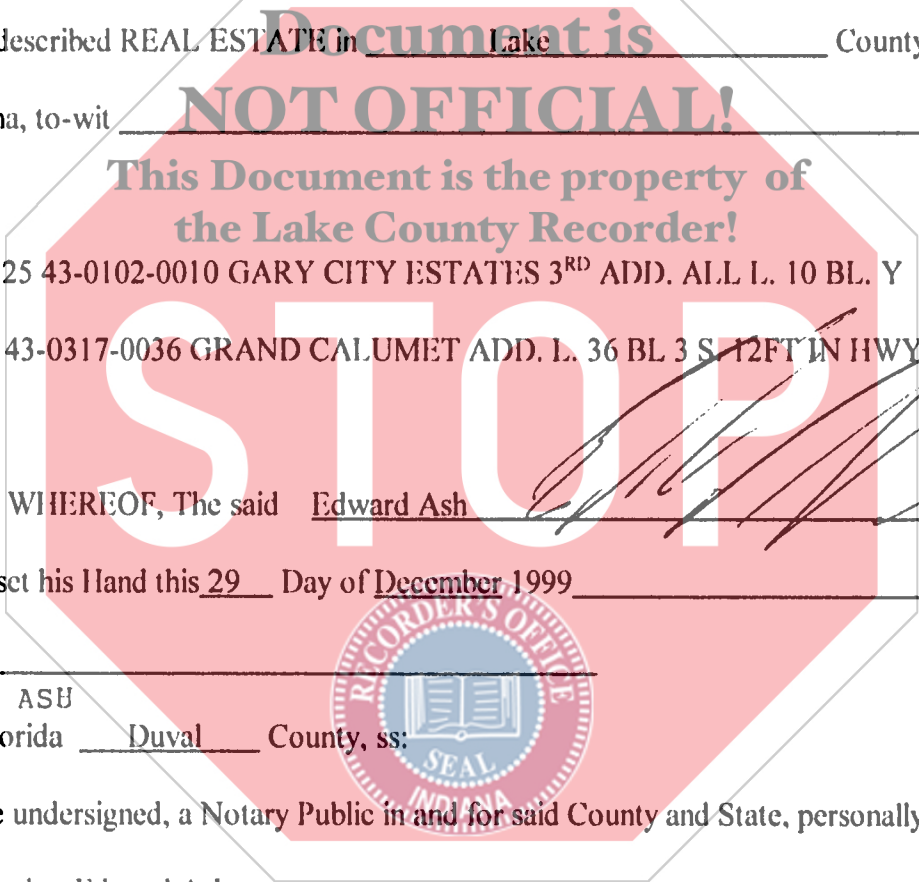 Document is
described REAL ESTATE in Lake County
na, to-wit
NOT OFFICIAL!
This Document is the property of
the Lake County Recorder!
25 43-0102-0010 GARY CITY ESTATES 3RD ADD. ALL L. 10 BL. Y
43-0317-0036 GRAND CALUMET ADD. L. 36 BL 3 S. 12FT IN HWY
STOP
WHEREOF, The said Edward Ash
set his Hand this 29 Day of December 1999
RECORDER'S OFFICE
SEAL
INDIANA
ASH
orida Duval County, ss:
e undersigned, a Notary Public in and for said County and State, personally